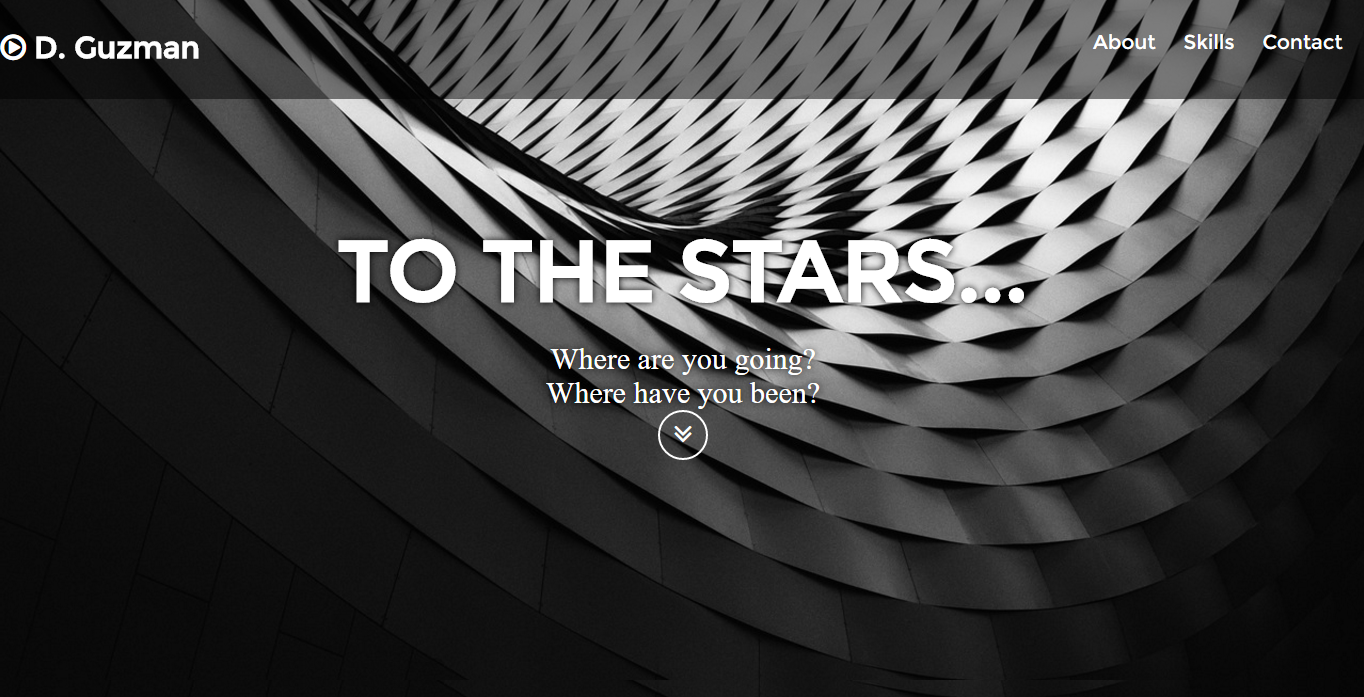 D. Guzman
About Skills Contact
TO THE STARS...
Where are you going?
Where have you been?